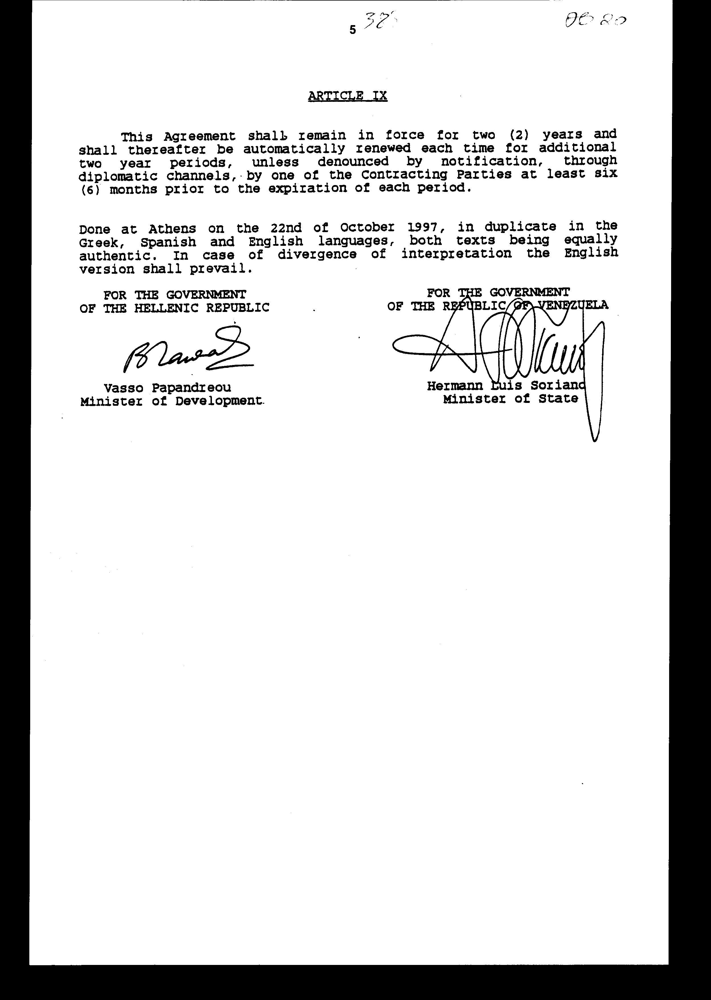 5
ARTICLE IX
This Agreement shall remain in force for two (2) years and
shall thereafter be automatically renewed each time for additional
two year periods, unless denounced by notification, through
diplomatic channels, by one of the Contracting Parties at least six
(6) months prior to the expiration of each period.
Done at Athens on the 22nd of October 1997, in duplicate in the
Greek, Spanish and English languages, both texts being equally
authentic. In case of divergence of interpretation the English
version shall prevail.
FOR THE GOVERNMENT
OF THE HELLENIC REPUBLIC
Vasso Papandreou
Minister of Development
FOR THE GOVERNMENT
OF THE REPUBLIC OF VENEZUELA
Hermann Luis Soriano
Minister of State